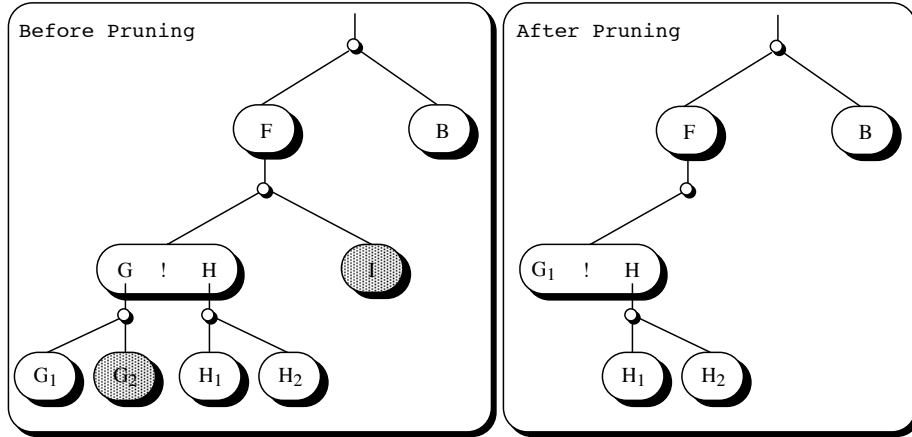 Before Pruning
F
B
G ! H
I
G₁
G₂
H₁
H₂
After Pruning
F
B
G₁ ! H
H₁
H₂